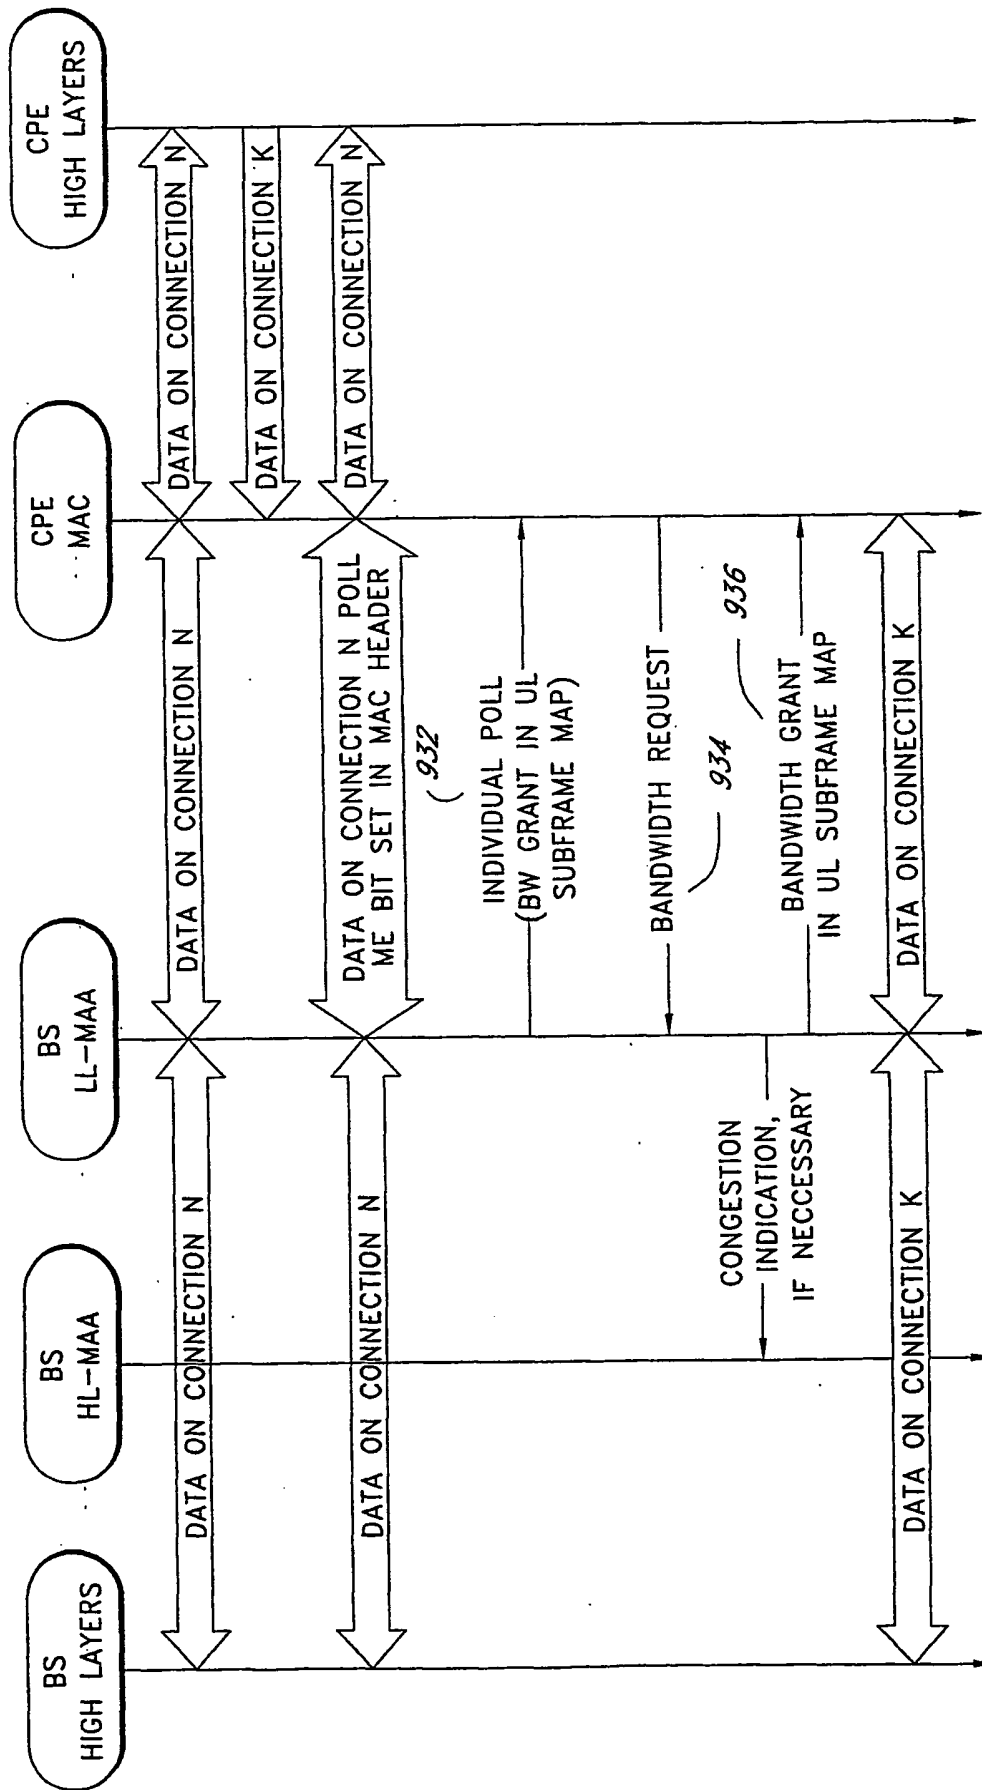 BS
HIGH LAYERS
BS
HL-MAA
BS
LL-MAA
CPE
MAC
CPE
HIGH LAYERS
DATA ON CONNECTION N
DATA ON CONNECTION N
DATA ON CONNECTION N
DATA ON CONNECTION K
DATA ON CONNECTION N
DATA ON CONNECTION N POLL
ME BIT SET IN MAC HEADER
DATA ON CONNECTION N
932
INDIVIDUAL POLL
(BW GRANT IN UL
SUBFRAME MAP)
BANDWIDTH REQUEST
934
CONGESTION
INDICATION,
IF NECCESSARY
936
BANDWIDTH GRANT
IN UL SUBFRAME MAP
DATA ON CONNECTION K
DATA ON CONNECTION K